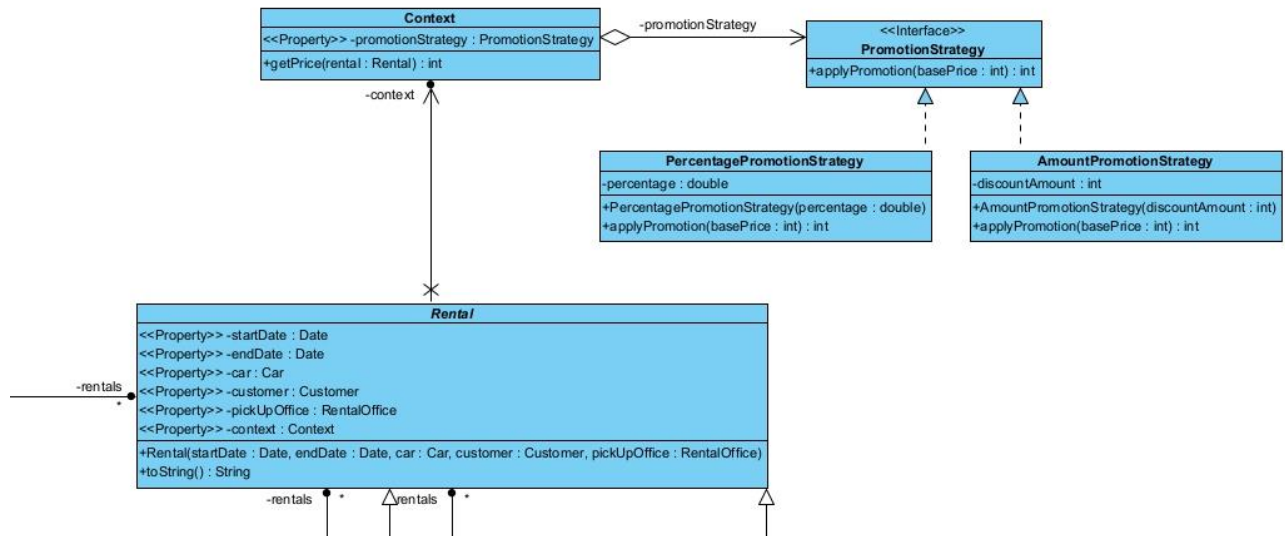 Context
<<Property>> -promotionStrategy : PromotionStrategy
+getPrice(rental : Rental) : int
-promotionStrategy
<<Interface>>
PromotionStrategy
+applyPromotion(basePrice : int) : int
-context
PercentagePromotionStrategy
-percentage : double
+PercentagePromotionStrategy(percentage : double)
+applyPromotion(basePrice : int) : int
AmountPromotionStrategy
-discountAmount : int
+AmountPromotionStrategy(discountAmount : int)
+applyPromotion(basePrice : int) : int
Rental
<<Property>> -startDate : Date
<<Property>> -endDate : Date
<<Property>> -car : Car
<<Property>> -customer : Customer
<<Property>> -pickUpOffice : RentalOffice
<<Property>> -context : Context
+Rental(startDate : Date, endDate : Date, car : Car, customer : Customer, pickUpOffice : RentalOffice)
+toString() : String
-rentals
*
-rentals
*
-rentals
*